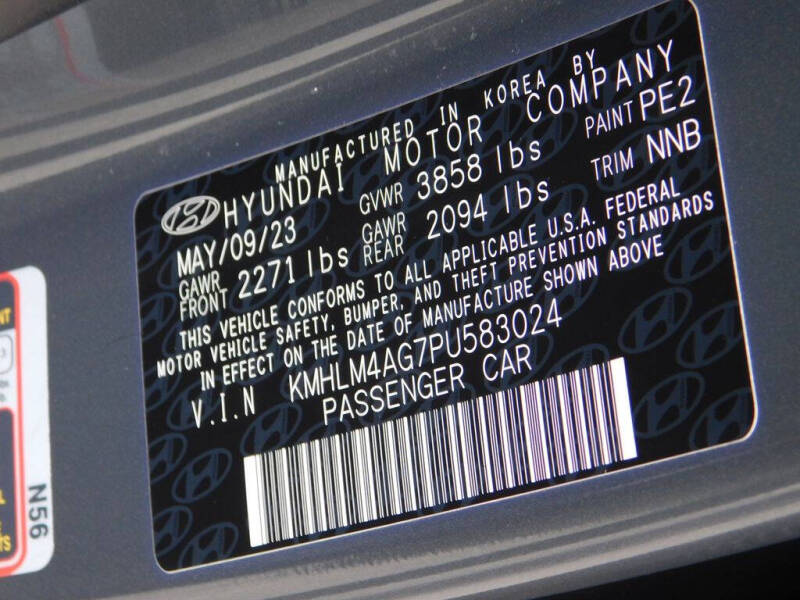 MANUFACTURED IN KOREA BY
HYUNDAI MOTOR COMPANY
MAY/09/23 GVWR 3858 lbs PAINT PE2
GAWR FRONT 2271 lbs GAWR REAR 2094 lbs TRIM NNB
THIS VEHICLE CONFORMS TO ALL APPLICABLE U.S.A. FEDERAL
MOTOR VEHICLE SAFETY, BUMPER, AND THEFT PREVENTION STANDARDS
IN EFFECT ON THE DATE OF MANUFACTURE SHOWN ABOVE
V.I.N KMHLM4AG7PU583024
PASSENGER CAR
N56